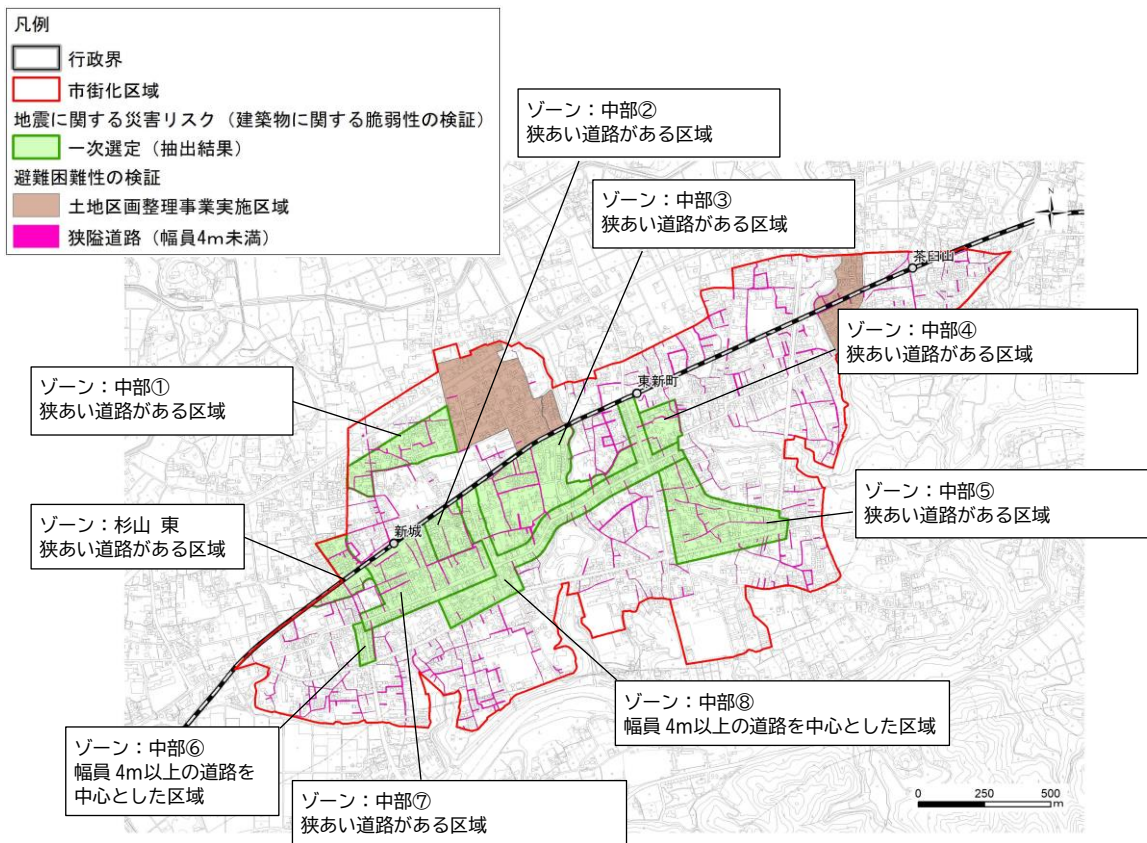 凡例
行政界
市街化区域
地震に関する災害リスク（建築物に関する脆弱性の検証）
一次選定（抽出結果）
避難困難性の検証
土地区画整理事業実施区域
狭隘道路（幅員4m未満）
ゾーン：中部②
狭あい道路がある区域
ゾーン：中部③
狭あい道路がある区域
N
茶臼山
ゾーン：中部④
狭あい道路がある区域
東新町
ゾーン：中部①
狭あい道路がある区域
ゾーン：中部⑤
狭あい道路がある区域
ゾーン：杉山 東
狭あい道路がある区域
新城
ゾーン：中部⑧
幅員 4m以上の道路を中心とした区域
ゾーン：中部⑥
幅員 4m以上の道路を
中心とした区域
ゾーン：中部⑦
狭あい道路がある区域
0 250 500
m